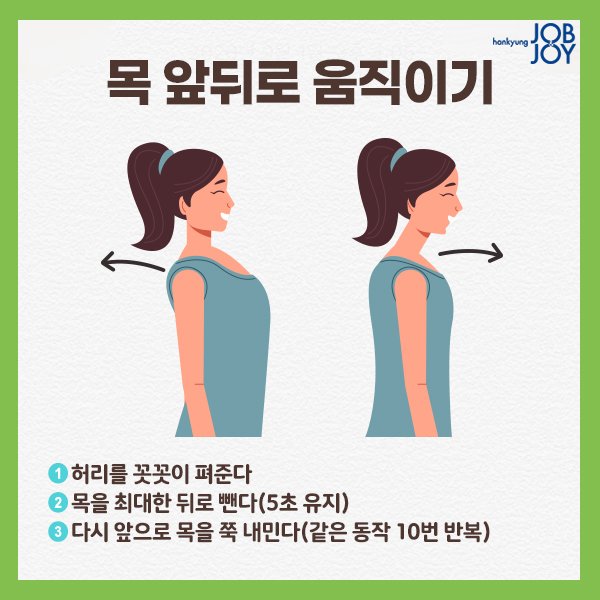 hankyung JOB & JOY
목 앞뒤로 움직이기
1 허리를 꼿꼿이 펴준다
2 목을 최대한 뒤로 뺀다(5초 유지)
3 다시 앞으로 목을 쭉 내민다(같은 동작 10번 반복)